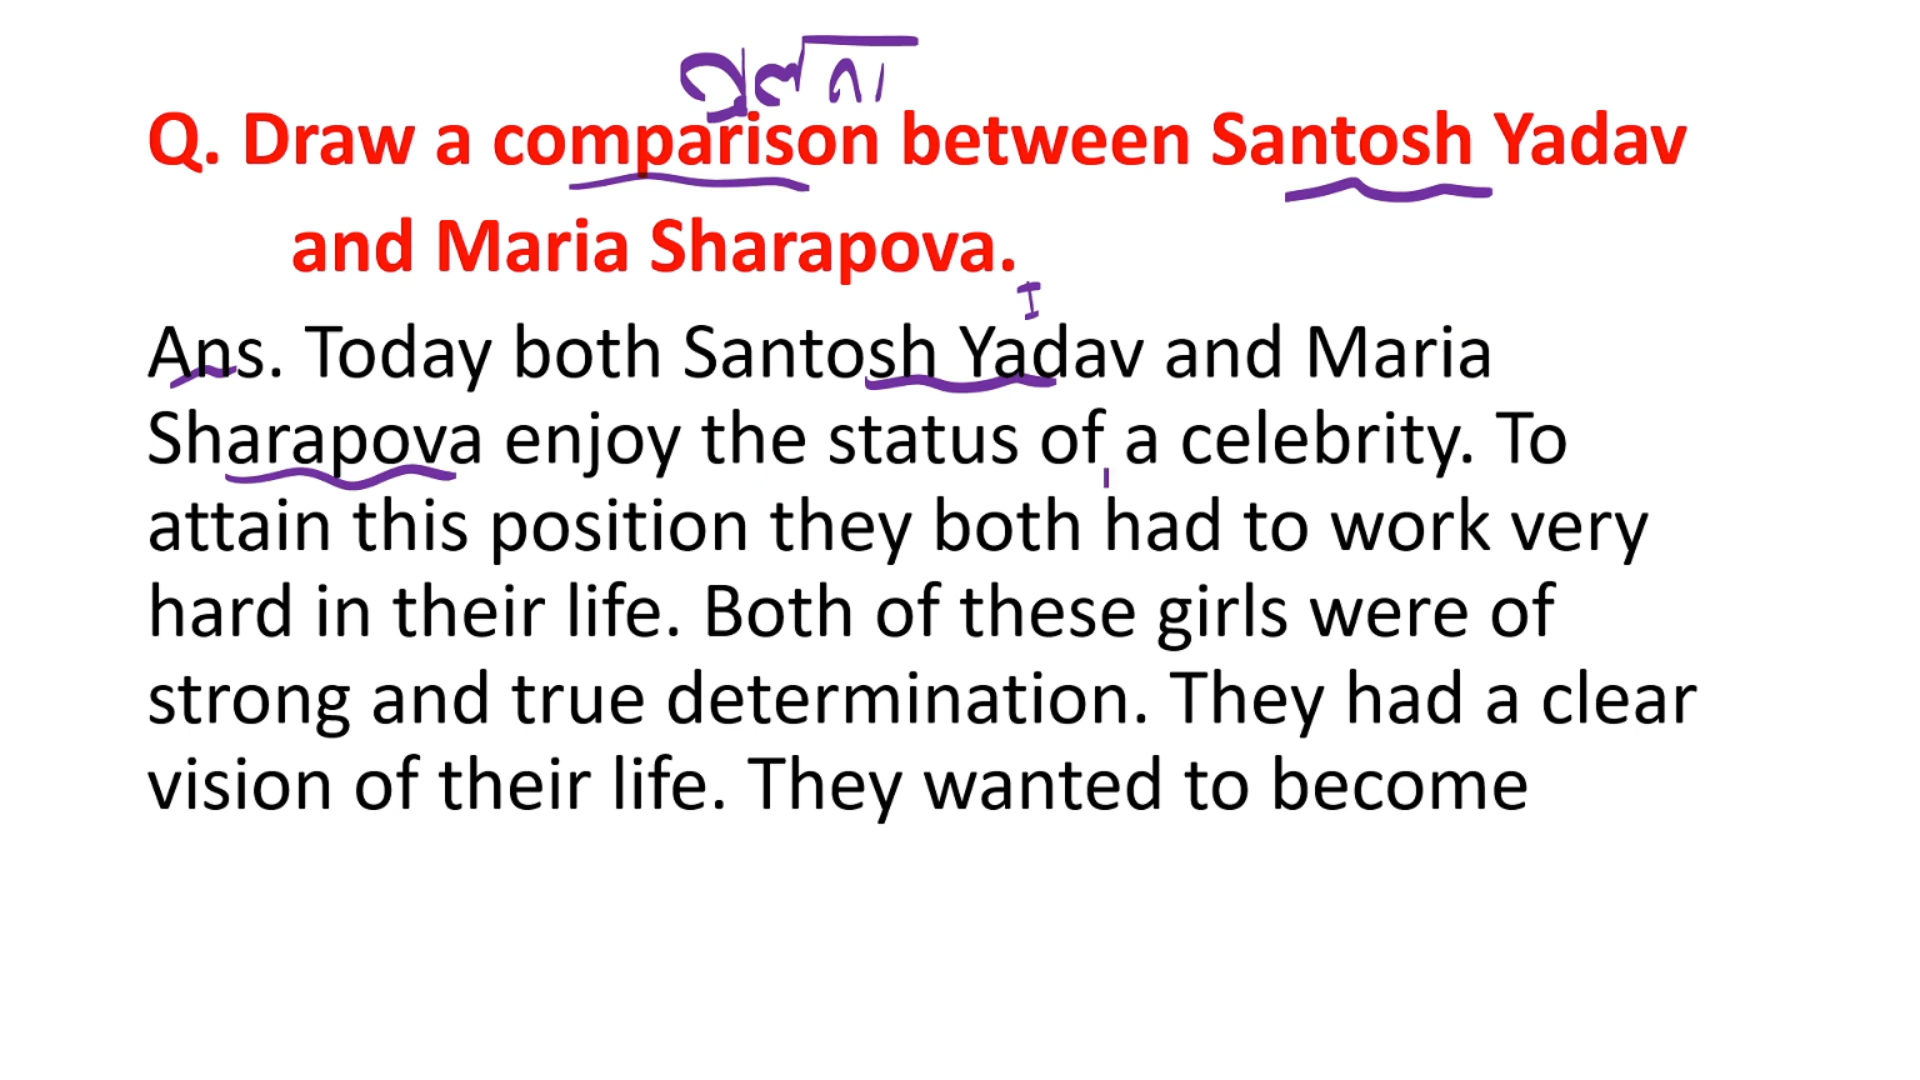 তুলনা
Q. Draw a comparison between Santosh Yadav
and Maria Sharapova.
I
Ans. Today both Santosh Yadav and Maria
Sharapova enjoy the status of a celebrity. To
attain this position they both had to work very
hard in their life. Both of these girls were of
strong and true determination. They had a clear
vision of their life. They wanted to become